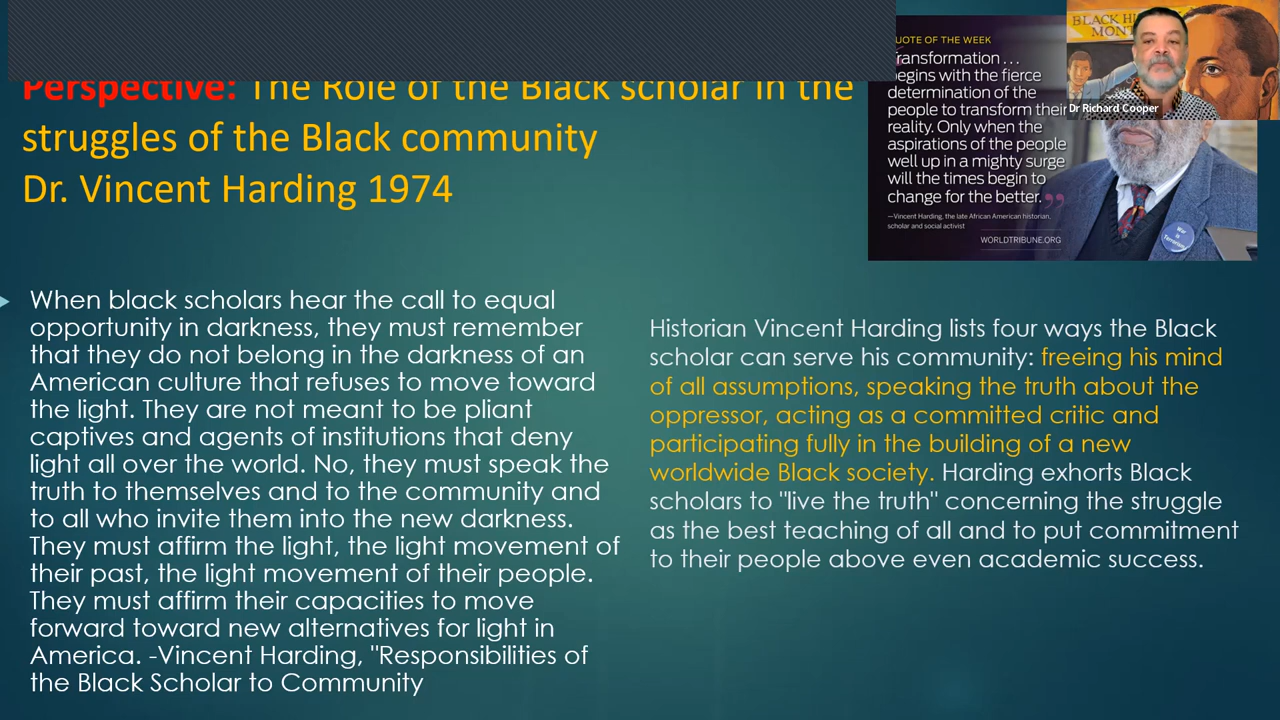 Perspective: The Role of the Black scholar in the
struggles of the Black community
Dr. Vincent Harding 1974
UOTE OF THE WEEK
ransformation . . .
egins with the fierce
determination of the
people to transform their
reality. Only when the
aspirations of the people
well up in a mighty surge
will the times begin to
change for the better.”
—Vincent Harding, the late African American historian,
scholar and social activist
WORLDTRIBUNE.ORG
War is Terrorism
BLACK HI
MONT
Dr Richard Cooper
When black scholars hear the call to equal
opportunity in darkness, they must remember
that they do not belong in the darkness of an
American culture that refuses to move toward
the light. They are not meant to be pliant
captives and agents of institutions that deny
light all over the world. No, they must speak the
truth to themselves and to the community and
to all who invite them into the new darkness.
They must affirm the light, the light movement of
their past, the light movement of their people.
They must affirm their capacities to move
forward toward new alternatives for light in
America. -Vincent Harding, "Responsibilities of
the Black Scholar to Community
Historian Vincent Harding lists four ways the Black
scholar can serve his community: freeing his mind
of all assumptions, speaking the truth about the
oppressor, acting as a committed critic and
participating fully in the building of a new
worldwide Black society. Harding exhorts Black
scholars to "live the truth" concerning the struggle
as the best teaching of all and to put commitment
to their people above even academic success.